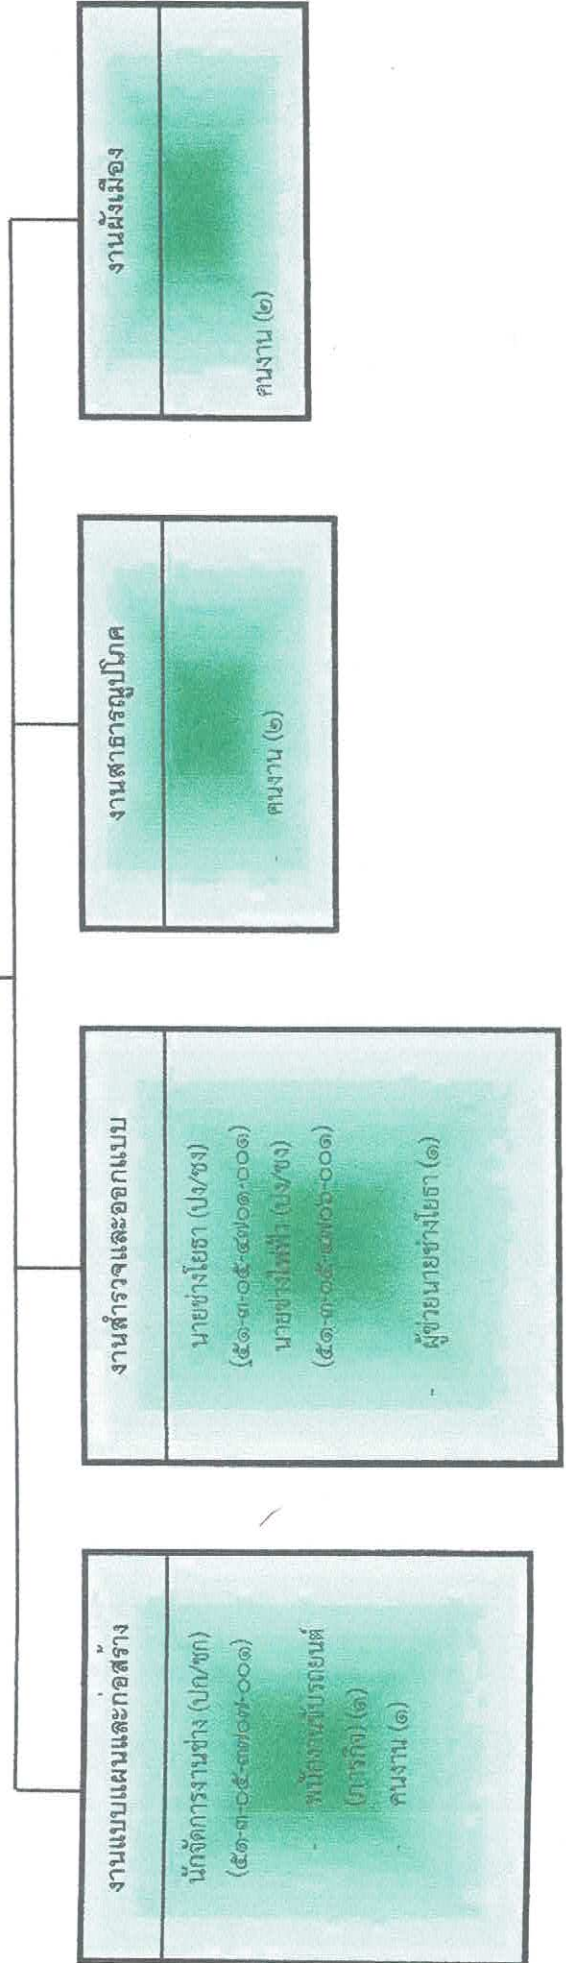 งานแบบแผนและก่อสร้าง
นักจัดการงานช่าง (ปก/ชก)
(๕๑-๓-๐๕-๓๗๐๗-๐๐๑)
- พนักงานขับรถยนต์
(ภารกิจ) (๑)
- คนงาน (๑)
งานสำรวจและออกแบบ
นายช่างโยธา (ปง/ชง)
(๕๑-๓-๐๕-๔๗๐๑-๐๐๑)
นายช่างไฟฟ้า (ปง/ชง)
(๕๑-๓-๐๕-๔๗๐๖-๐๐๑)
- ผู้ช่วยนายช่างโยธา (๑)
งานสาธารณูปโภค
- คนงาน (๒)
งานผังเมือง
คนงาน (๒)